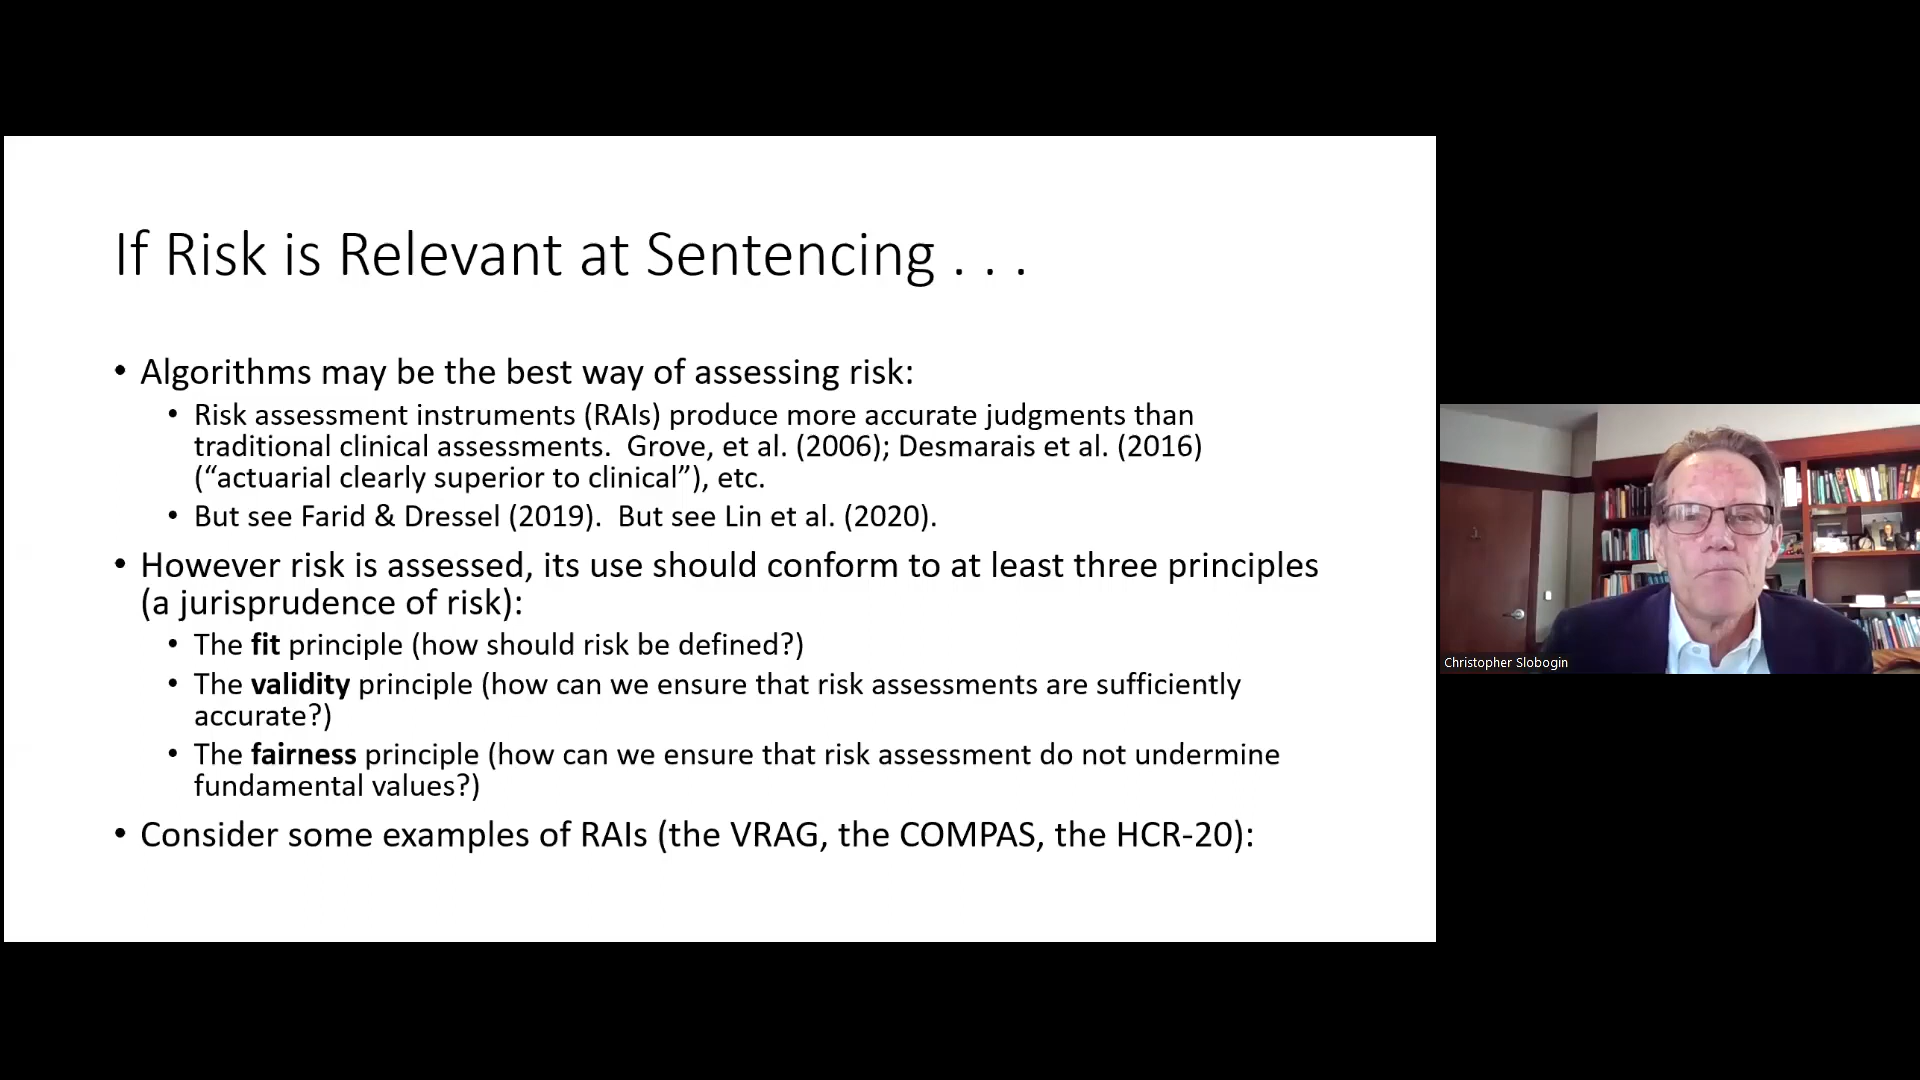 If Risk is Relevant at Sentencing . . .
• Algorithms may be the best way of assessing risk:
• Risk assessment instruments (RAIs) produce more accurate judgments than
traditional clinical assessments.  Grove, et al. (2006); Desmarais et al. (2016)
(“actuarial clearly superior to clinical”), etc.
• But see Farid & Dressel (2019).  But see Lin et al. (2020).
• However risk is assessed, its use should conform to at least three principles
(a jurisprudence of risk):
• The fit principle (how should risk be defined?)
• The validity principle (how can we ensure that risk assessments are sufficiently
accurate?)
• The fairness principle (how can we ensure that risk assessment do not undermine
fundamental values?)
• Consider some examples of RAIs (the VRAG, the COMPAS, the HCR-20):
Christopher Slobogin